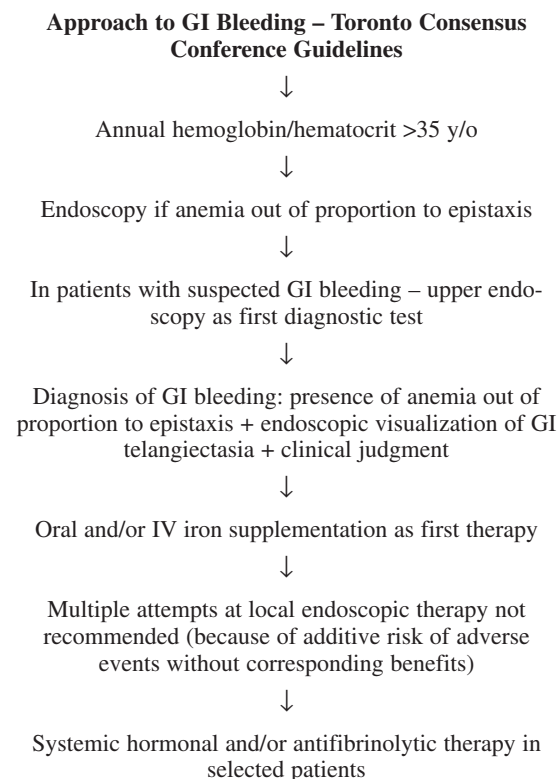 Approach to GI Bleeding – Toronto Consensus
Conference Guidelines
↓
Annual hemoglobin/hematocrit >35 y/o
↓
Endoscopy if anemia out of proportion to epistaxis
↓
In patients with suspected GI bleeding – upper endo-
scopy as first diagnostic test
↓
Diagnosis of GI bleeding: presence of anemia out of
proportion to epistaxis + endoscopic visualization of GI
telangiectasia + clinical judgment
↓
Oral and/or IV iron supplementation as first therapy
↓
Multiple attempts at local endoscopic therapy not
recommended (because of additive risk of adverse
events without corresponding benefits)
↓
Systemic hormonal and/or antifibrinolytic therapy in
selected patients